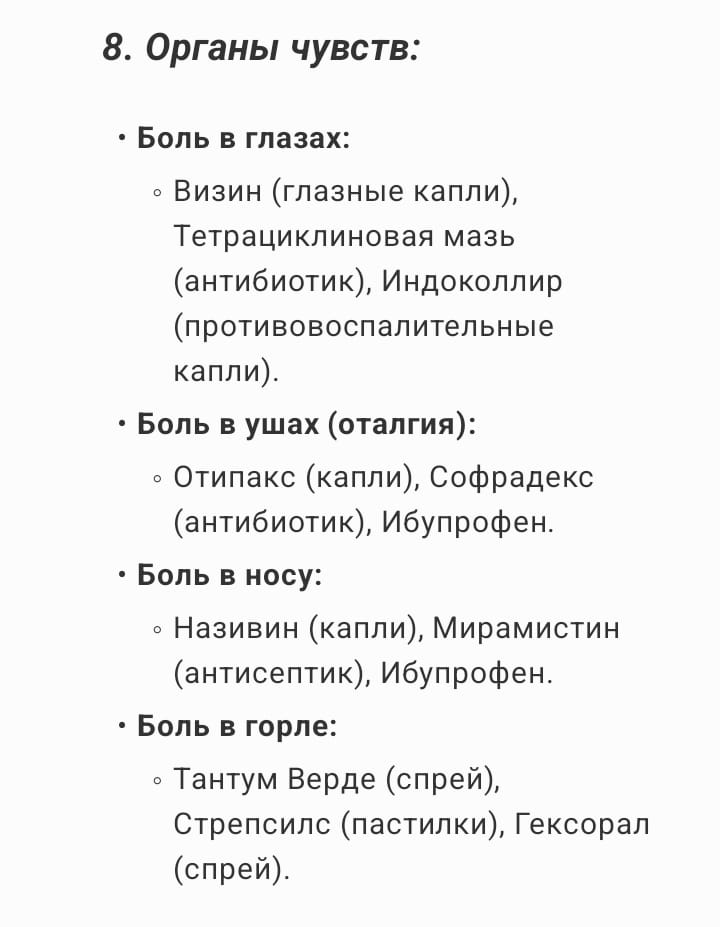 8. Органы чувств:
• Боль в глазах:
◦ Визин (глазные капли),
Тетрациклиновая мазь
(антибиотик), Индоколлир
(противовоспалительные
капли).
• Боль в ушах (оталгия):
◦ Отипакс (капли), Софрадекс
(антибиотик), Ибупрофен.
• Боль в носу:
◦ Називин (капли), Мирамистин
(антисептик), Ибупрофен.
• Боль в горле:
◦ Тантум Верде (спрей),
Стрепсилс (пастилки), Гексорал
(спрей).